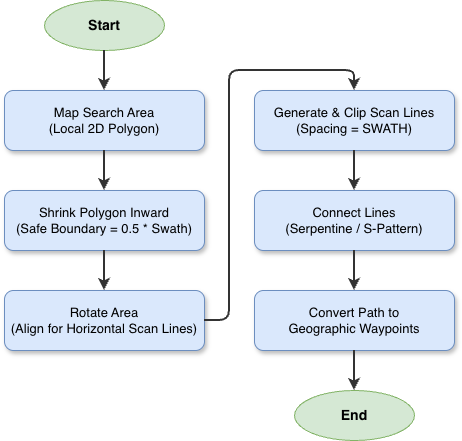 Start
Map Search Area
(Local 2D Polygon)
Shrink Polygon Inward
(Safe Boundary = 0.5 * Swath)
Rotate Area
(Align for Horizontal Scan Lines)
Generate & Clip Scan Lines
(Spacing = SWATH)
Connect Lines
(Serpentine / S-Pattern)
Convert Path to
Geographic Waypoints
End